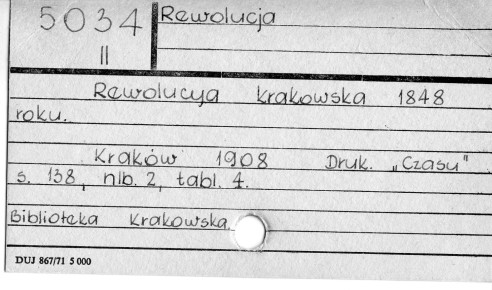 5034 Rewolucja
II
Rewolucya krakowska 1848
roku.
Kraków 1908 Druk. „Czasu"
s. 138, nlb. 2, tabl. 4.
Biblioteka Krakowska
DUJ 867/71 5 000